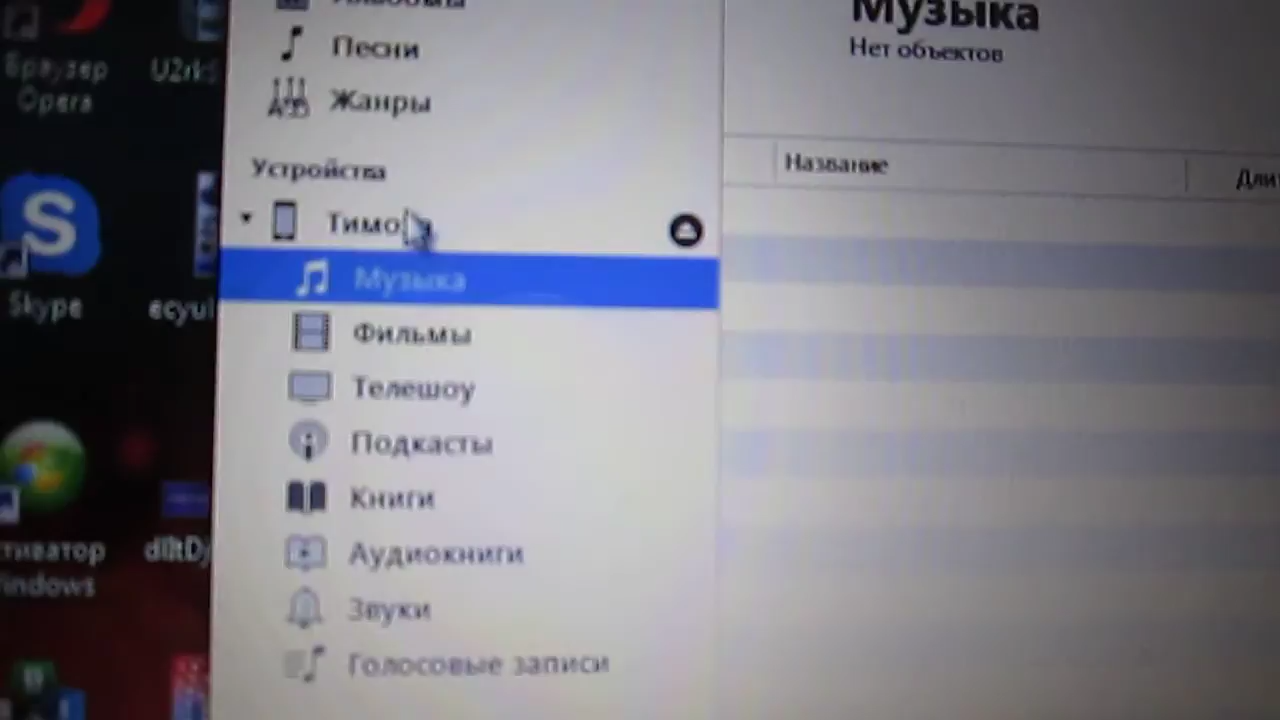 Альбомы
Песни
Жанры
Устройства
Музыка
Фильмы
Телешоу
Подкасты
Книги
Аудиокниги
Звуки
Голосовые записи
Музыка
Нет объектов
Название
Браузер
Opera
Skype